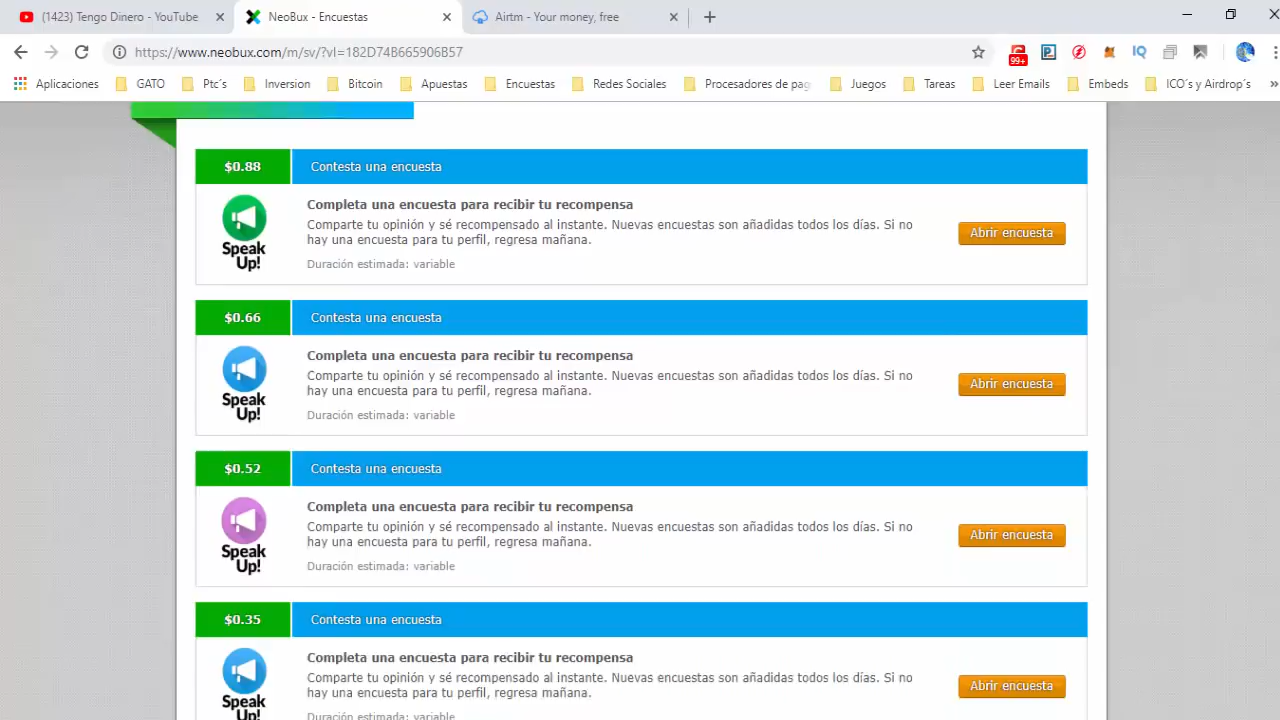 (1423) Tengo Dinero - YouTube
NeoBux - Encuestas
Airtm - Your money, free
https://www.neobux.com/m/sv/?vl=182D74B665906B57
99+
IQ
Aplicaciones GATO Ptc´s Inversion Bitcoin Apuestas Encuestas Redes Sociales Procesadores de pag Juegos Tareas Leer Emails Embeds ICO´s y Airdrop´s »
$0.88 Contesta una encuesta
Completa una encuesta para recibir tu recompensa
Comparte tu opinión y sé recompensado al instante. Nuevas encuestas son añadidas todos los días. Si no
hay una encuesta para tu perfil, regresa mañana.
Abrir encuesta
Speak
Up!
Duración estimada: variable
$0.66 Contesta una encuesta
Completa una encuesta para recibir tu recompensa
Comparte tu opinión y sé recompensado al instante. Nuevas encuestas son añadidas todos los días. Si no
hay una encuesta para tu perfil, regresa mañana.
Abrir encuesta
Speak
Up!
Duración estimada: variable
$0.52 Contesta una encuesta
Completa una encuesta para recibir tu recompensa
Comparte tu opinión y sé recompensado al instante. Nuevas encuestas son añadidas todos los días. Si no
hay una encuesta para tu perfil, regresa mañana.
Abrir encuesta
Speak
Up!
Duración estimada: variable
$0.35 Contesta una encuesta
Completa una encuesta para recibir tu recompensa
Comparte tu opinión y sé recompensado al instante. Nuevas encuestas son añadidas todos los días. Si no
hay una encuesta para tu perfil, regresa mañana.
Abrir encuesta
Speak
Up!
Duración estimada: variable